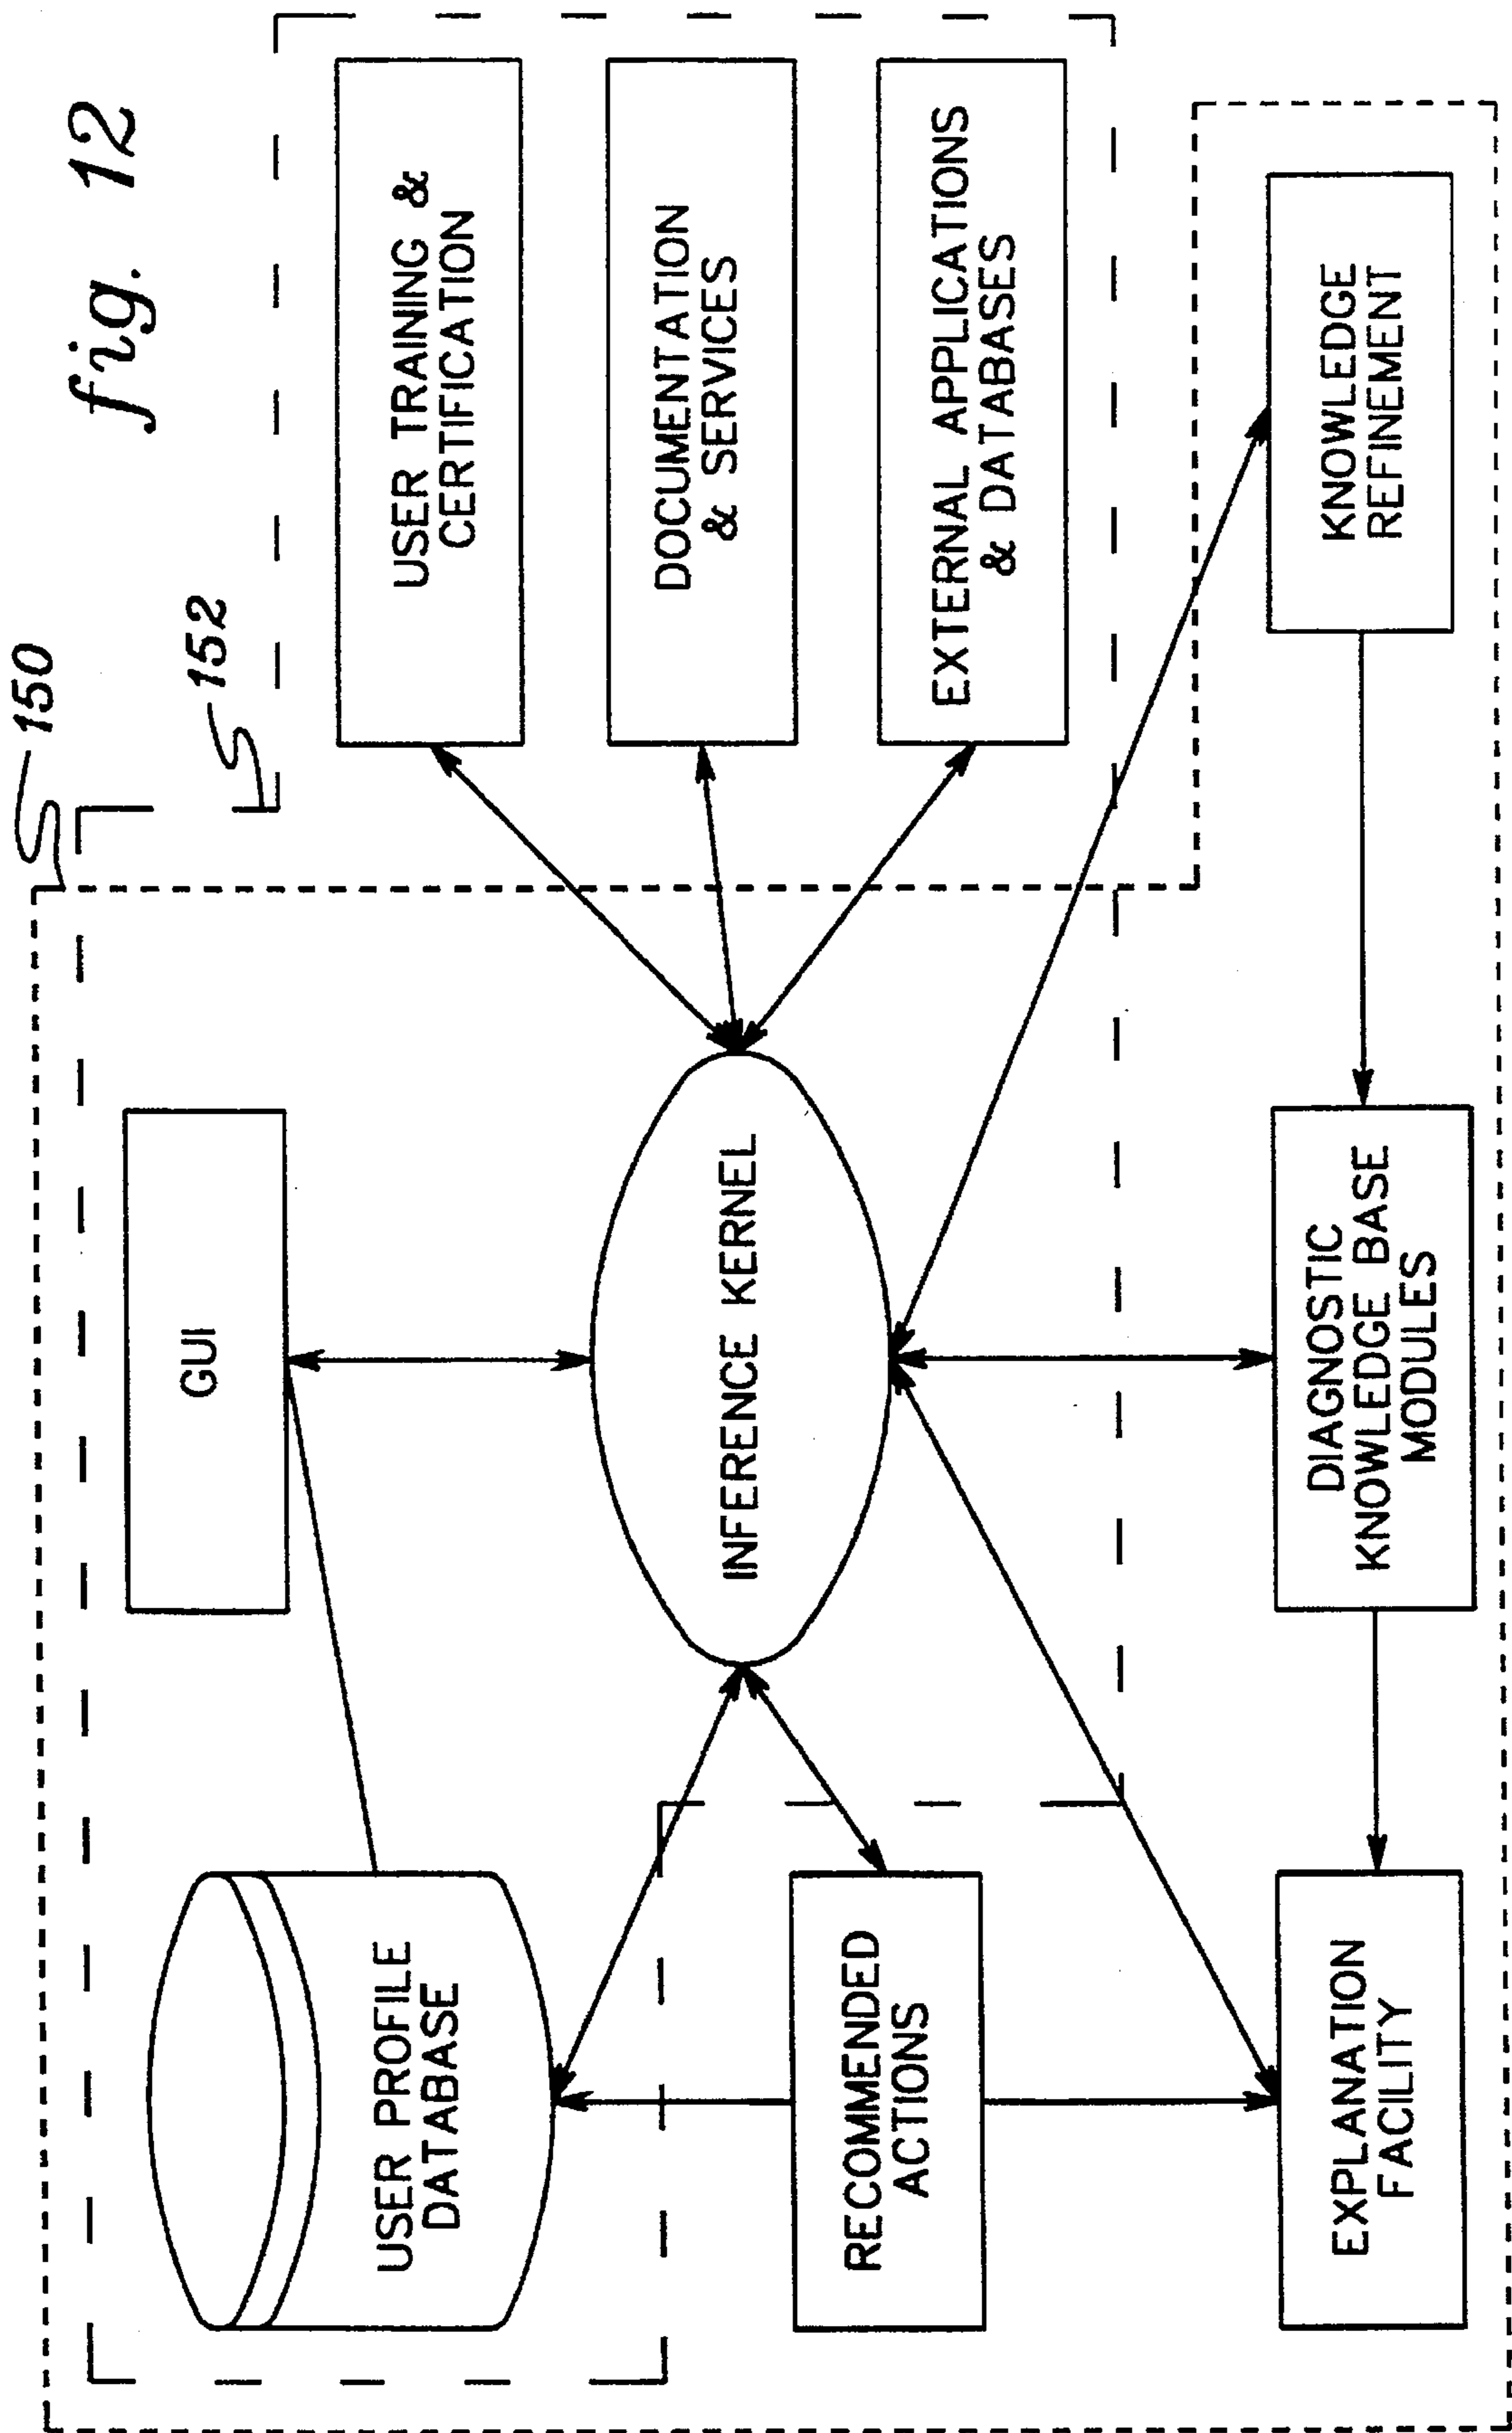 fig. 12
150
152
USER PROFILE
DATABASE
GUI
USER TRAINING &
CERTIFICATION
DOCUMENTATION
& SERVICES
EXTERNAL APPLICATIONS
& DATABASES
INFERENCE KERNEL
RECOMMENDED
ACTIONS
EXPLANATION
FACILITY
DIAGNOSTIC
KNOWLEDGE BASE
MODULES
KNOWLEDGE
REFINEMENT